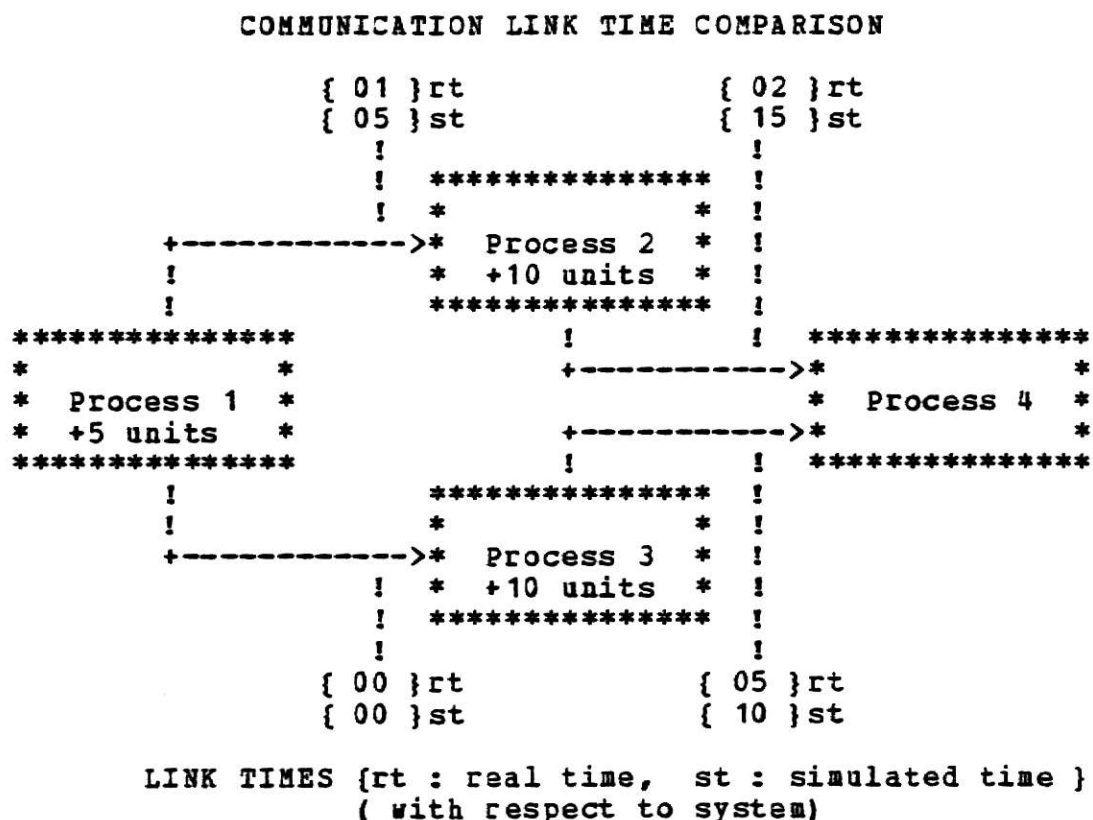 COMMUNICATION LINK TIME COMPARISON
{ 01 }rt { 02 }rt
{ 05 }st { 15 }st
Process 2
+10 units
Process 1
+5 units
Process 4
Process 3
+10 units
{ 00 }rt { 05 }rt
{ 00 }st { 10 }st
LINK TIMES {rt : real time, st : simulated time }
( with respect to system)